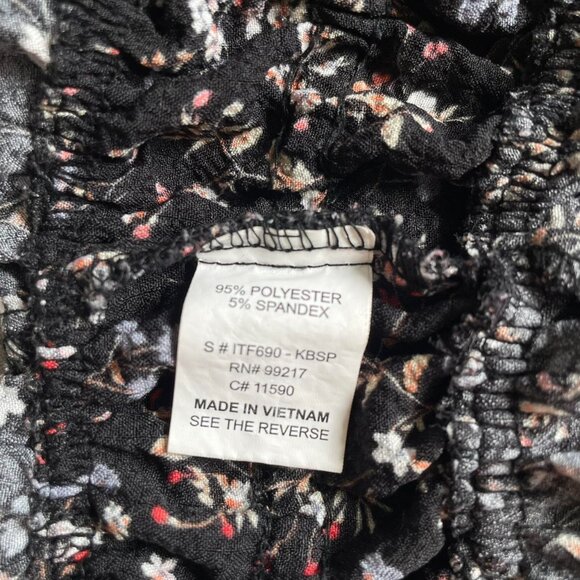 95% POLYESTER
5% SPANDEX
S # ITF690 - KBSP
RN# 99217
C# 11590
MADE IN VIETNAM
SEE THE REVERSE